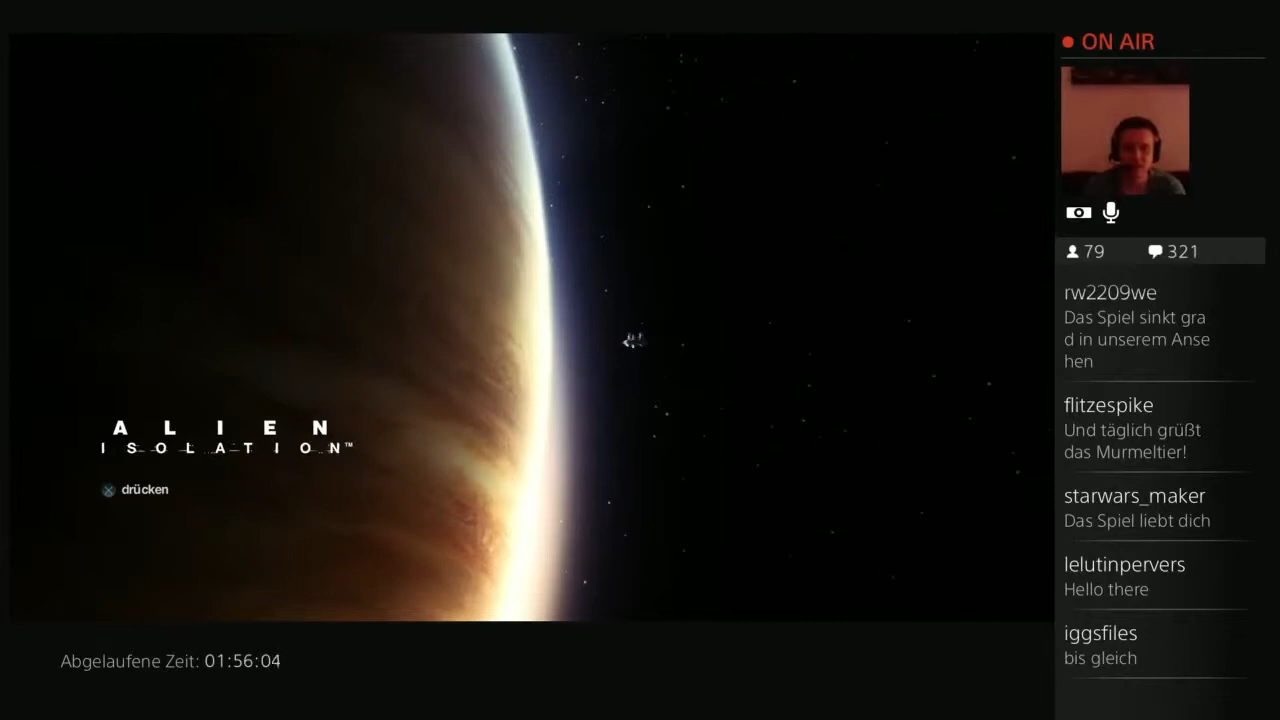 ON AIR
79 321
rw2209we
Das Spiel sinkt gra
d in unserem Anse
hen
flitzespike
Und täglich grüßt
das Murmeltier!
starwars_maker
Das Spiel liebt dich
lelutinpervers
Hello there
iggsfiles
bis gleich
ALIEN
ISOLATION™
drücken
Abgelaufene Zeit: 01:56:04